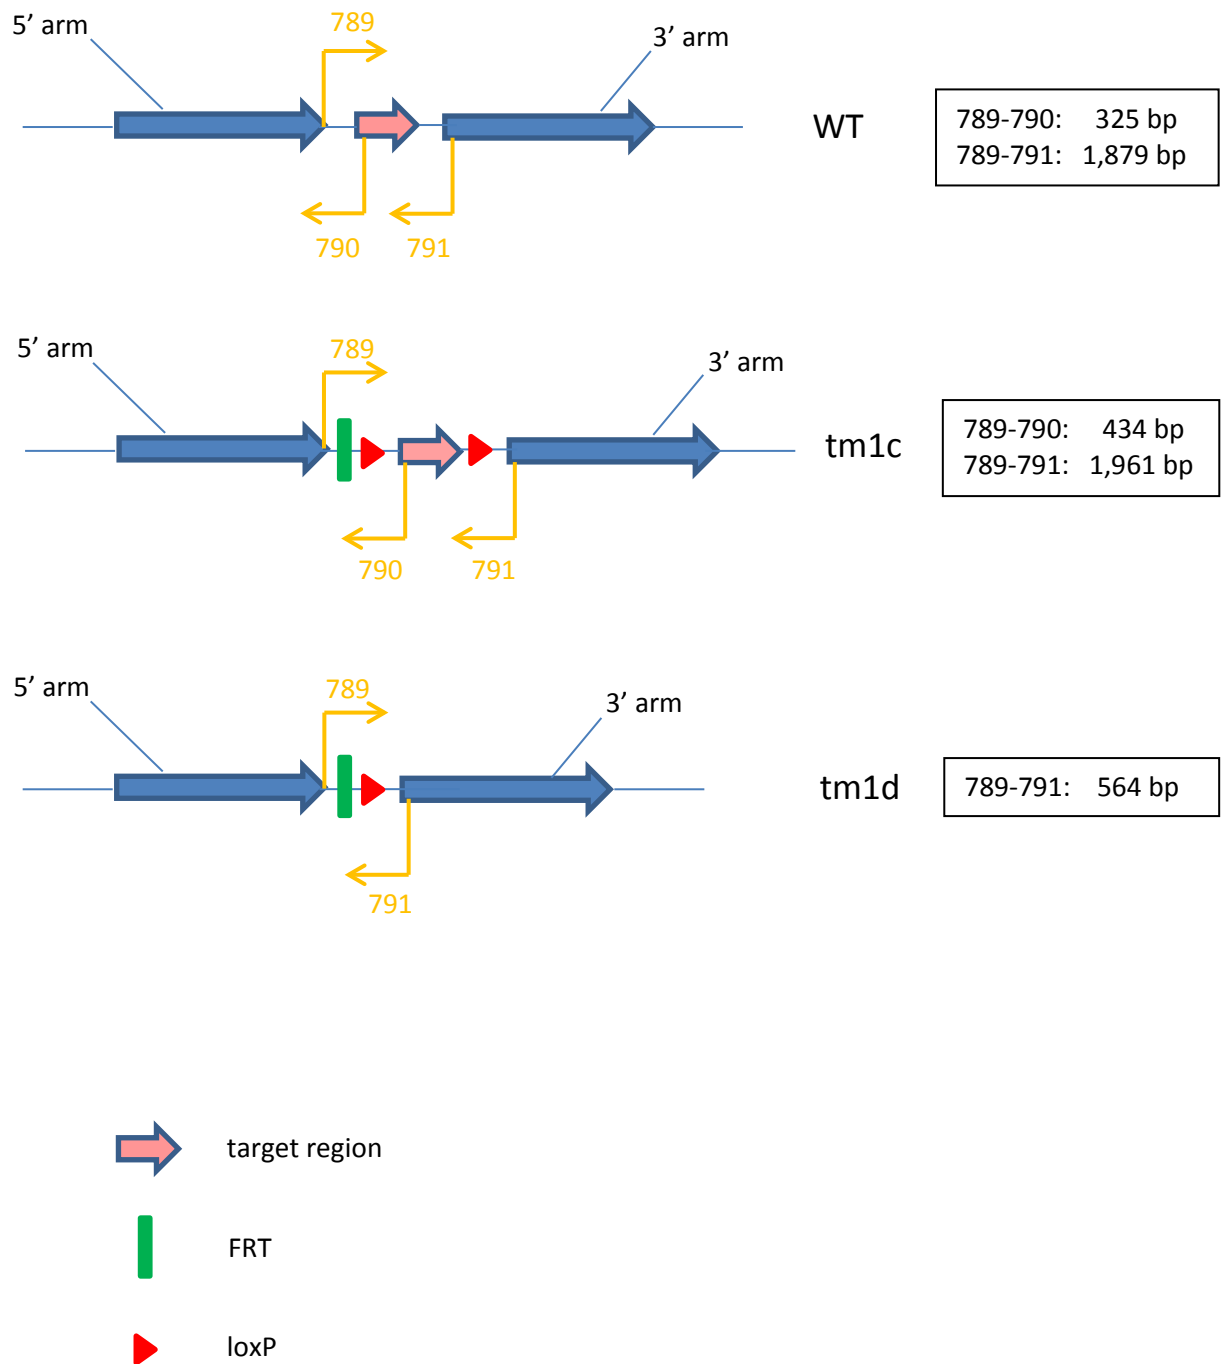 5’ arm
789
3’ arm
WT
789-790: 325 bp
789-791: 1,879 bp
790
791
5’ arm
789
3’ arm
tm1c
789-790: 434 bp
789-791: 1,961 bp
790
791
5’ arm
789
3’ arm
tm1d
789-791: 564 bp
791
target region
FRT
loxP